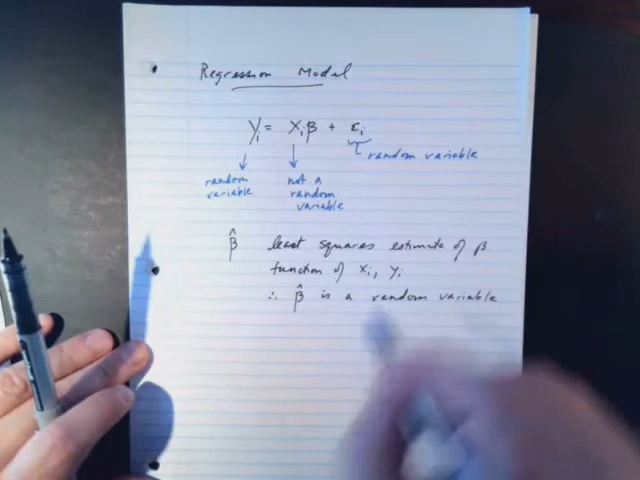 Regression Model
yᵢ = xᵢβ + εᵢ
random variable
random variable
not a random variable
β̂ least squares estimate of β
function of xᵢ, yᵢ
∴ β̂ is a random variable